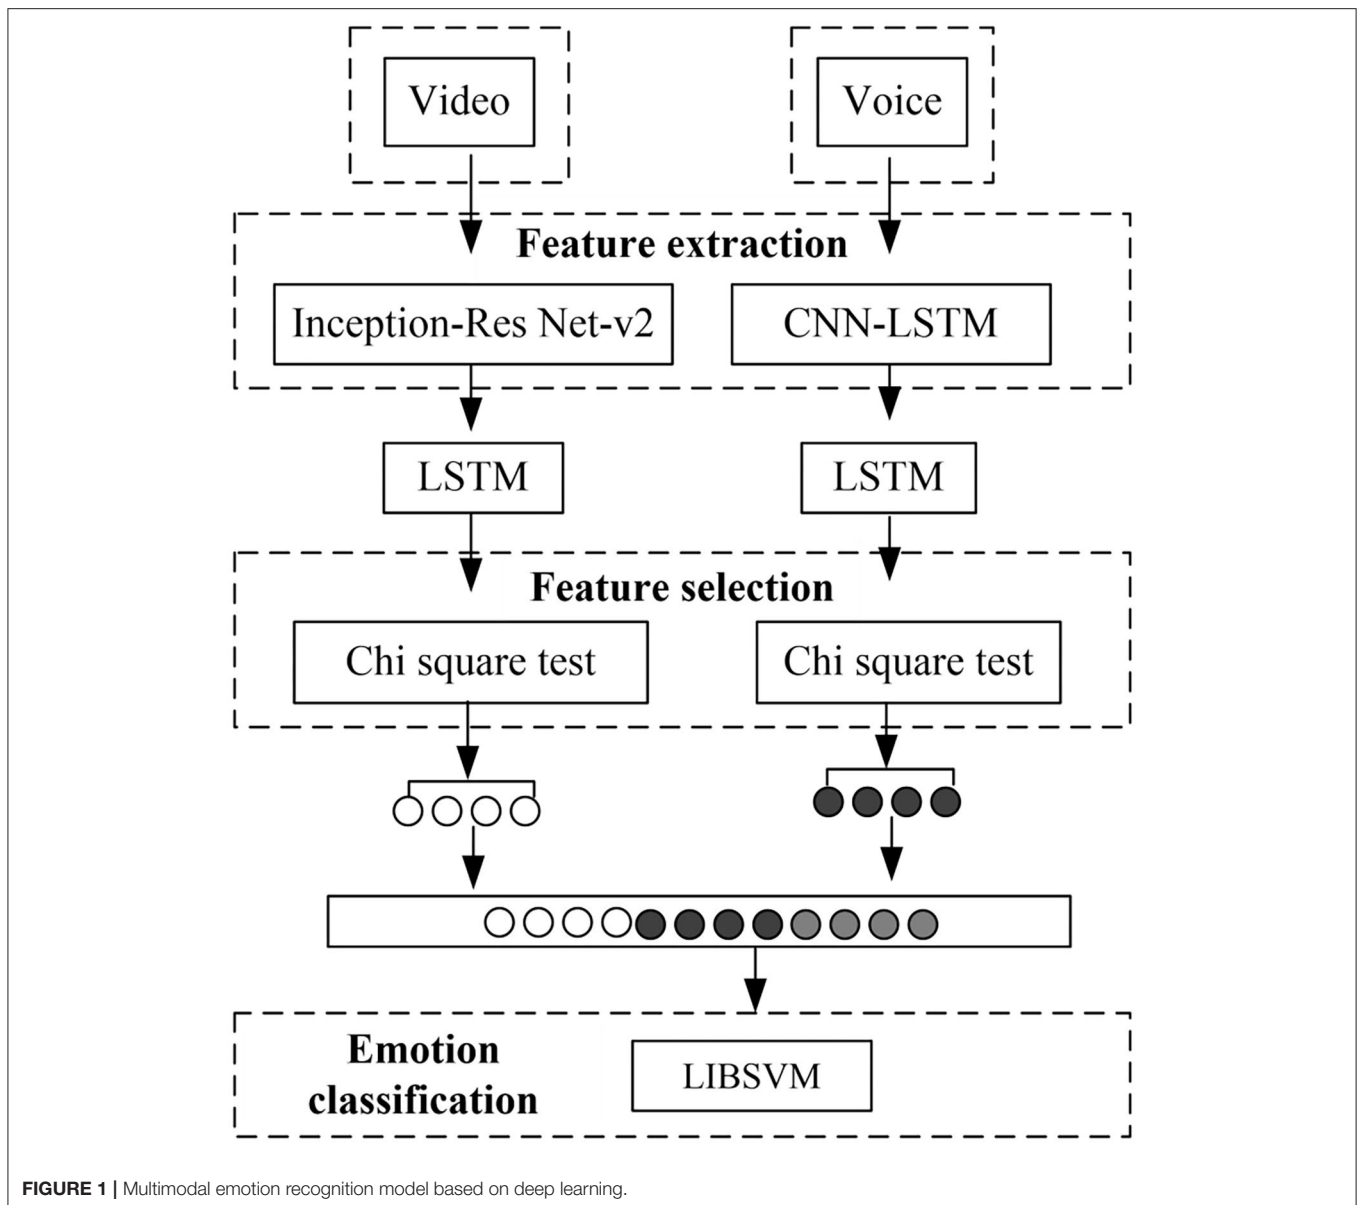 Video
Voice
Feature extraction
Inception-Res Net-v2
CNN-LSTM
LSTM
LSTM
Feature selection
Chi square test
Chi square test
Emotion
classification
LIBSVM
FIGURE 1 | Multimodal emotion recognition model based on deep learning.